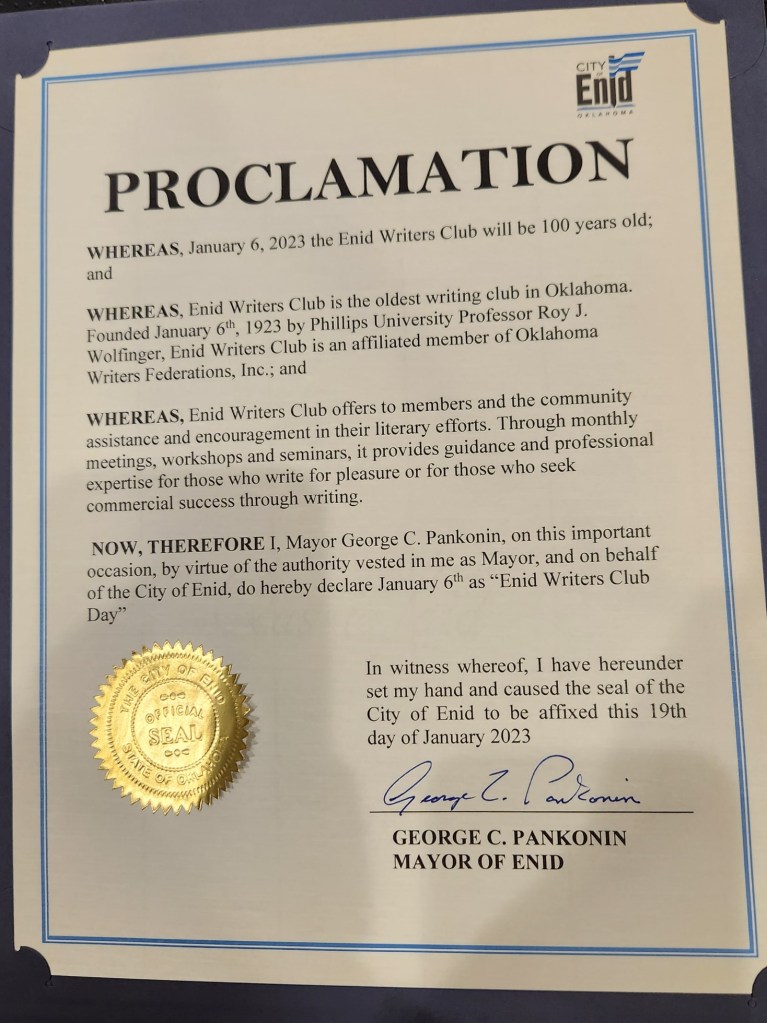 CITY
OF
Enid
OKLAHOMA
PROCLAMATION
WHEREAS, January 6, 2023 the Enid Writers Club will be 100 years old;
and
WHEREAS, Enid Writers Club is the oldest writing club in Oklahoma.
Founded January 6th, 1923 by Phillips University Professor Roy J.
Wolfinger, Enid Writers Club is an affiliated member of Oklahoma
Writers Federations, Inc.; and
WHEREAS, Enid Writers Club offers to members and the community
assistance and encouragement in their literary efforts. Through monthly
meetings, workshops and seminars, it provides guidance and professional
expertise for those who write for pleasure or for those who seek
commercial success through writing.
NOW, THEREFORE I, Mayor George C. Pankonin, on this important
occasion, by virtue of the authority vested in me as Mayor, and on behalf
of the City of Enid, do hereby declare January 6th as “Enid Writers Club
Day”
THE CITY OF ENID
OFFICIAL
SEAL
STATE OF OKLAHOMA
In witness whereof, I have hereunder
set my hand and caused the seal of the
City of Enid to be affixed this 19th
day of January 2023
George C. Pankonin
GEORGE C. PANKONIN
MAYOR OF ENID